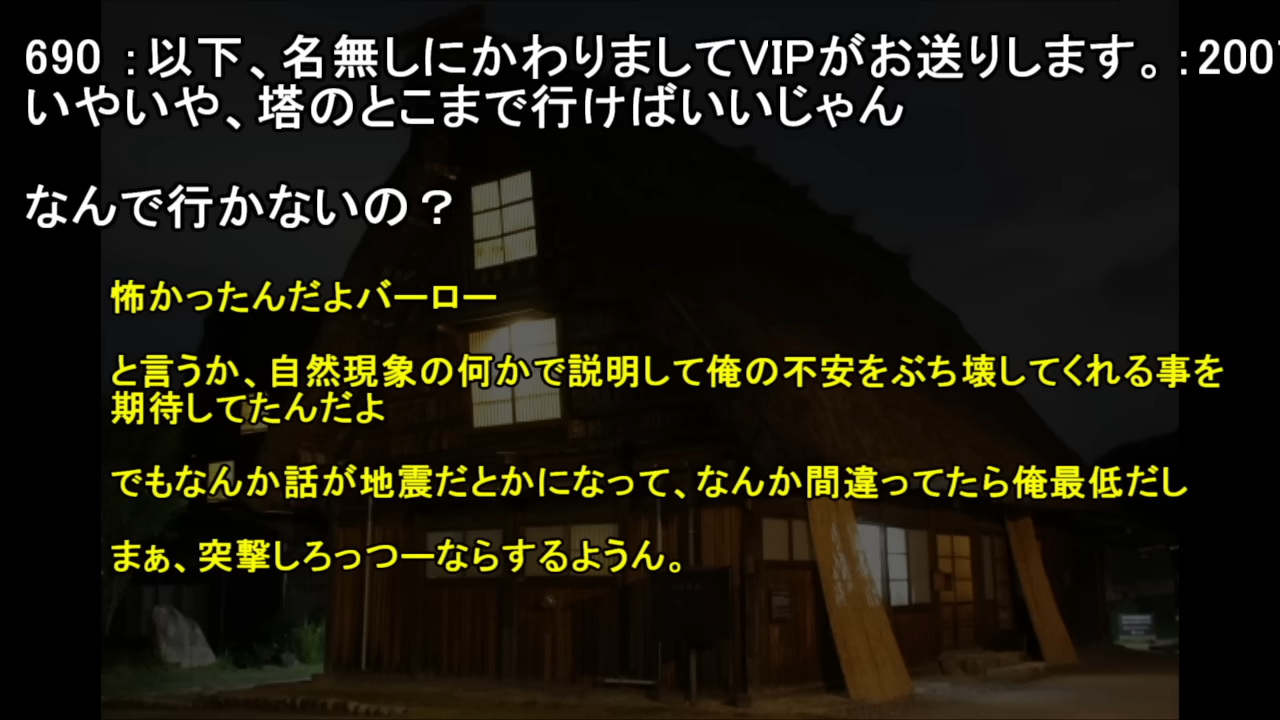 690 ：以下、名無しにかわりましてVIPがお送りします。：2007
いやいや、塔のとこまで行けばいいじゃん
なんで行かないの？
怖かったんだよバーロー
と言うか、自然現象の何かで説明して俺の不安をぶち壊してくれる事を
期待してたんだよ
でもなんか話が地震だとかになって、なんか間違ってたら俺最低だし
まぁ、突撃しろっつーならするようん。